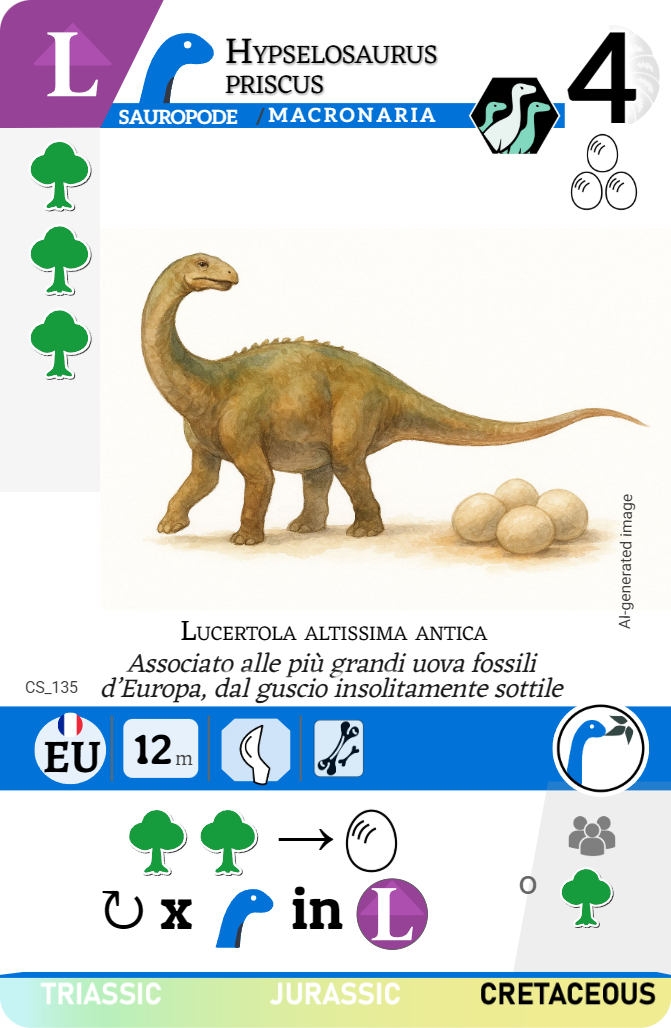 L
HYPSELOSAURUS
PRISCUS
4
SAUROPODE / MACRONARIA
AI-generated image
LUCERTOLA ALTISSIMA ANTICA
Associato alle più grandi uova fossili
CS_135
d'Europa, dal guscio insolitamente sottile
EU
12 m
x in L
O
TRIASSIC JURASSIC CRETACEOUS